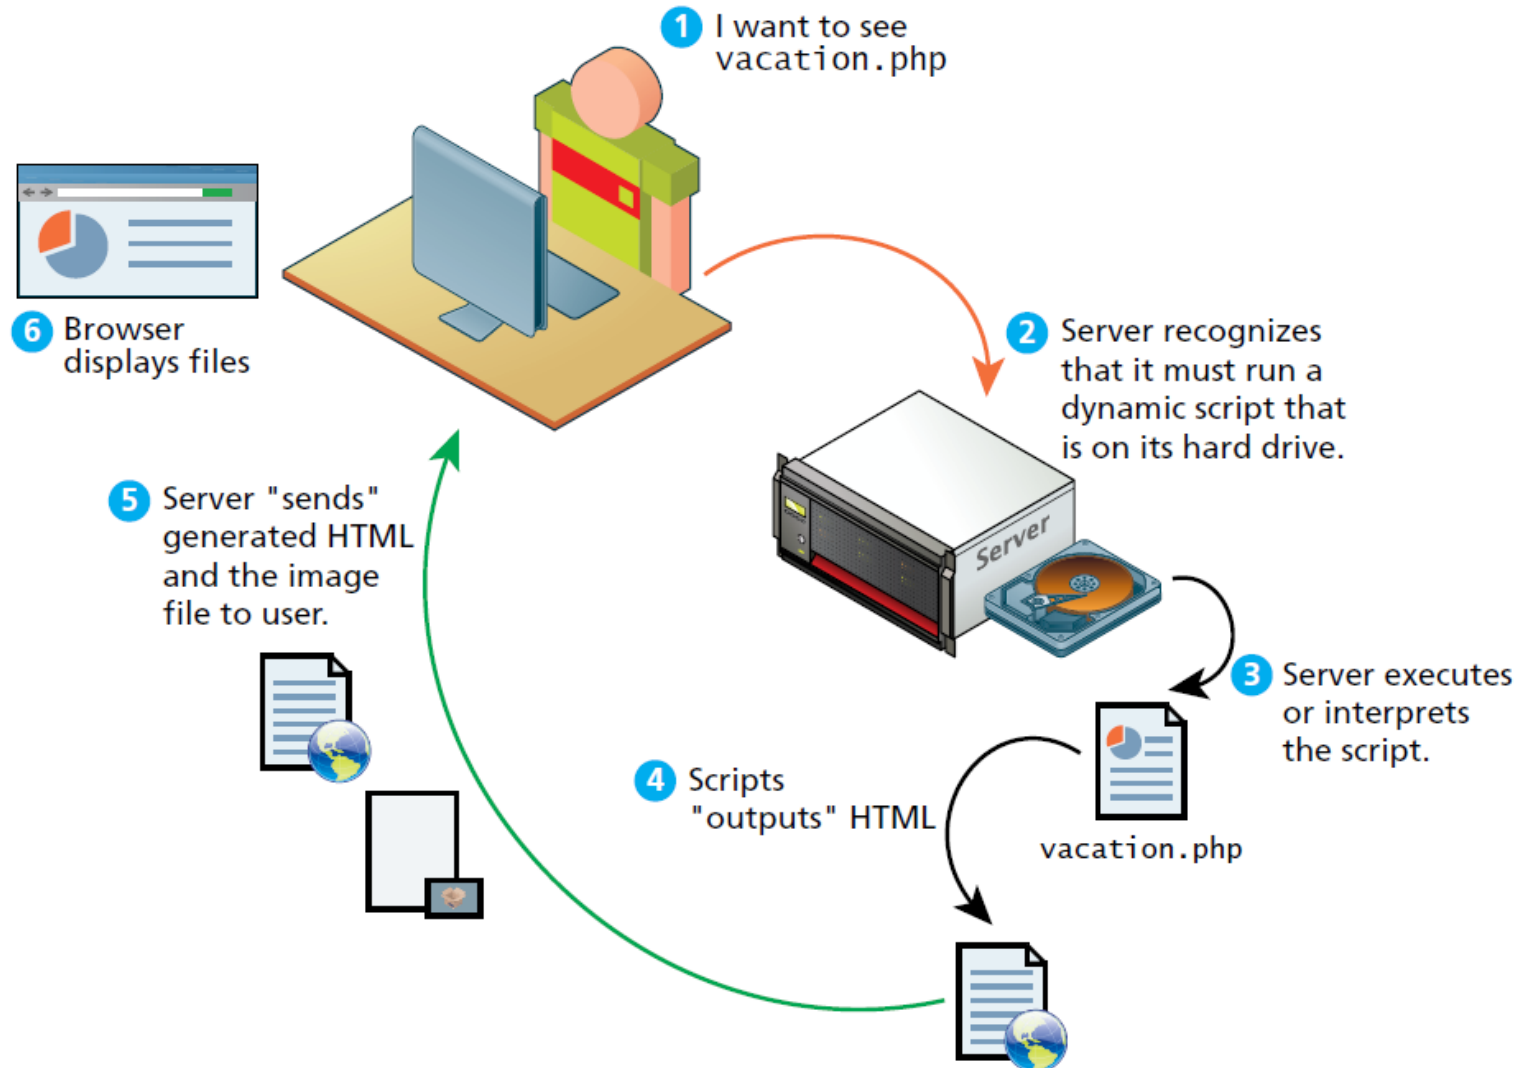 1 I want to see
vacation.php
2 Server recognizes
that it must run a
dynamic script that
is on its hard drive.
Server
3 Server executes
or interprets
the script.
vacation.php
4 Scripts
"outputs" HTML
5 Server "sends"
generated HTML
and the image
file to user.
6 Browser
displays files